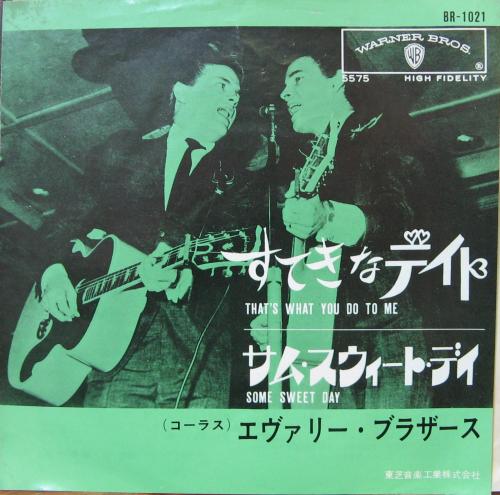 BR-1021
WARNER BROS.
WB
®
5575
HIGH FIDELITY
すてきなデイト
THAT'S WHAT YOU DO TO ME
サム・スウィート・デイ
SOME SWEET DAY
(コーラス) エヴァリー・ブラザース
東芝音楽工業株式会社